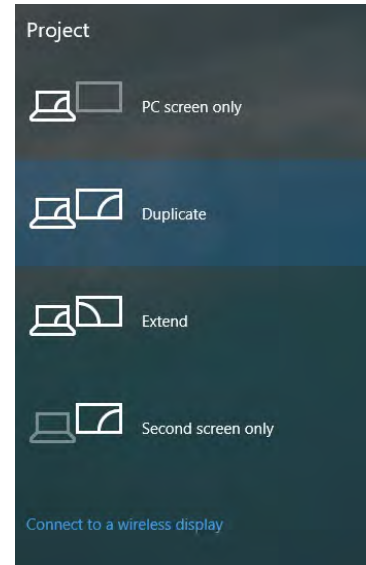 Project
PC screen only
Duplicate
Extend
Second screen only
Connect to a wireless display